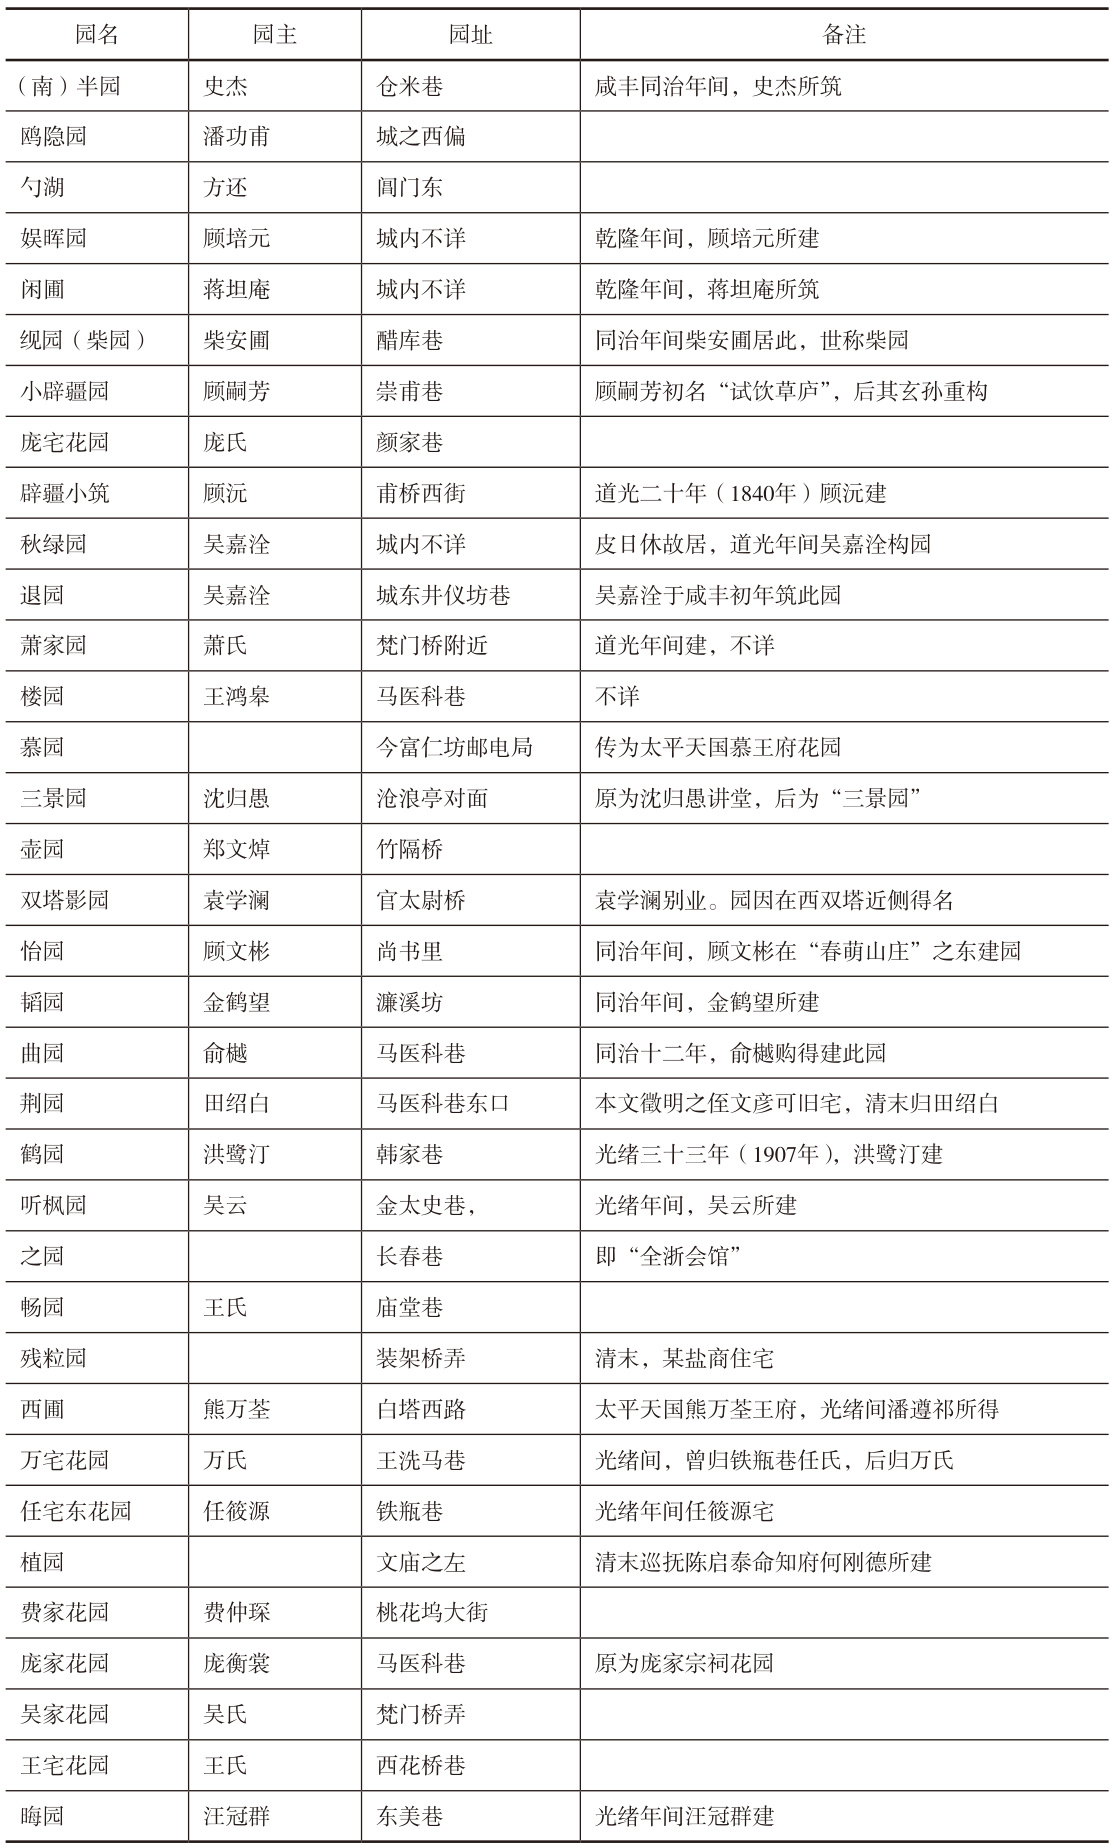 园名 园主 园址 备注
（南）半园 史杰 仓米巷 咸丰同治年间，史杰所筑
鸥隐园 潘功甫 城之西偏
勺湖 方还 闾门东
娱晖园 顾培元 城内不详 乾隆年间，顾培元所建
闲圃 蒋坦庵 城内不详 乾隆年间，蒋坦庵所筑
绂园（柴园） 柴安圃 醋库巷 同治年间柴安圃居此，世称柴园
小辟疆园 顾嗣芳 崇甫巷 顾嗣芳初名“试饮草庐”，后其玄孙重构
庞宅花园 庞氏 颜家巷
辟疆小筑 顾沅 甫桥西街 道光二十年（1840年）顾沅建
秋绿园 吴嘉洤 城内不详 皮日休故居，道光年间吴嘉洤构园
退园 吴嘉洤 城东井仪坊巷 吴嘉洤于咸丰初年筑此园
萧家园 萧氏 梵门桥附近 道光年间建，不详
楼园 王鸿皋 马医科巷 不详
慕园 今富仁坊邮电局 传为太平天国慕王府花园
三景园 沈归愚 沧浪亭对面 原为沈归愚讲堂，后为“三景园”
壶园 郑文焯 竹隔桥
双塔影园 袁学澜 官太尉桥 袁学澜别业。园因在西双塔近侧得名
怡园 顾文彬 尚书里 同治年间，顾文彬在“春萌山庄”之东建园
韬园 金鹤望 濂溪坊 同治年间，金鹤望所建
曲园 俞樾 马医科巷 同治十二年，俞樾购得建此园
荆园 田绍白 马医科巷东口 本文徵明之侄文彦可旧宅，清末归田绍白
鹤园 洪鹭汀 韩家巷 光绪三十三年（1907年），洪鹭汀建
听枫园 吴云 金太史巷， 光绪年间，吴云所建
之园 长春巷 即“全浙会馆”
畅园 王氏 庙堂巷
残粒园 装架桥弄 清末，某盐商住宅
西圃 熊万荃 白塔西路 太平天国熊万荃王府，光绪间潘遵祁所得
万宅花园 万氏 王洗马巷 光绪间，曾归铁瓶巷任氏，后归万氏
任宅东花园 任筱源 铁瓶巷 光绪年间任筱源宅
植园 文庙之左 清末巡抚陈启泰命知府何刚德所建
费家花园 费仲琛 桃花坞大街
庞家花园 庞衡裳 马医科巷 原为庞家宗祠花园
吴家花园 吴氏 梵门桥弄
王宅花园 王氏 西花桥巷
晦园 汪冠群 东美巷 光绪年间汪冠群建